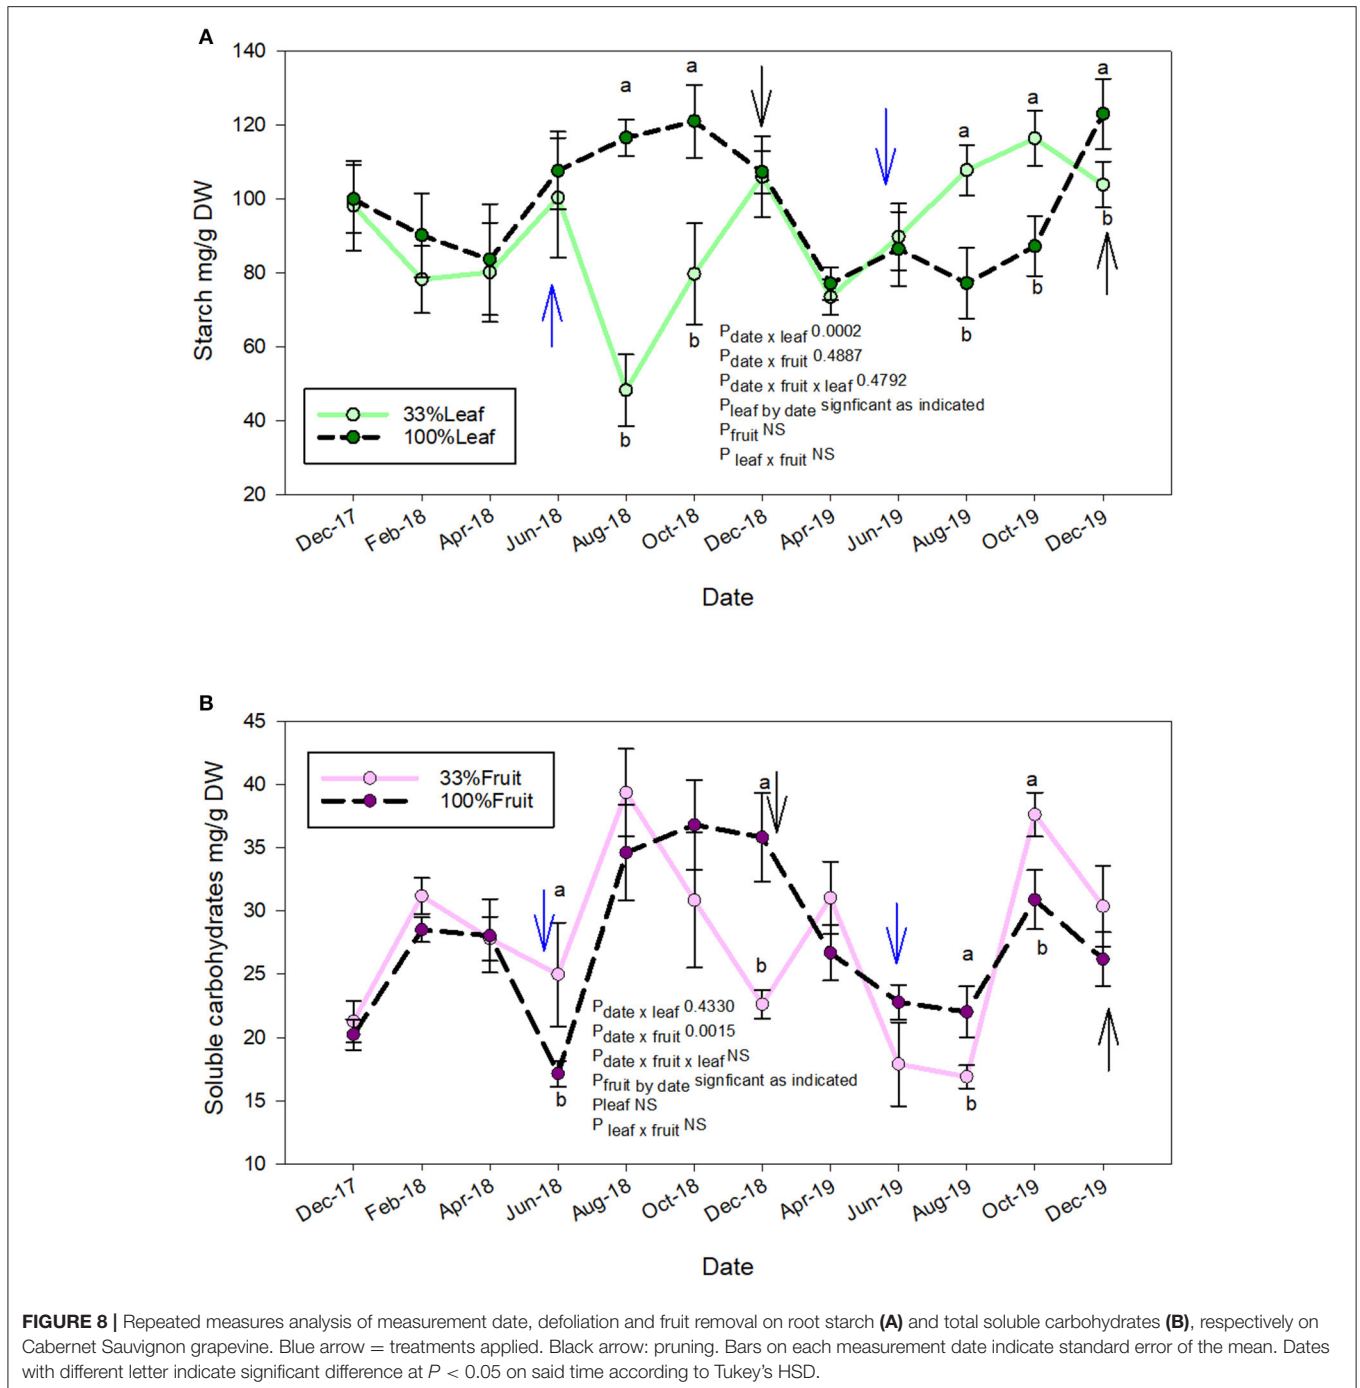 A
140
120
100
80
60
40
20
Starch mg/g DW
a
a
a
a
a
b
b
b
b
b
33%Leaf
100%Leaf
P date x leaf 0.0002
P date x fruit 0.4887
P date x fruit x leaf 0.4792
P leaf by date signficant as indicated
P fruit NS
P leaf x fruit NS
Dec-17
Feb-18
Apr-18
Jun-18
Aug-18
Oct-18
Dec-18
Apr-19
Jun-19
Aug-19
Oct-19
Dec-19
Date
B
45
40
35
30
25
20
15
10
Soluble carbohydrates mg/g DW
33%Fruit
100%Fruit
a
a
a
a
b
b
b
b
P date x leaf 0.4330
P date x fruit 0.0015
P date x fruit x leaf NS
P fruit by date signficant as indicated
Pleaf NS
P leaf x fruit NS
Dec-17
Feb-18
Apr-18
Jun-18
Aug-18
Oct-18
Dec-18
Apr-19
Jun-19
Aug-19
Oct-19
Dec-19
Date
FIGURE 8 | Repeated measures analysis of measurement date, defoliation and fruit removal on root starch (A) and total soluble carbohydrates (B), respectively on
Cabernet Sauvignon grapevine. Blue arrow = treatments applied. Black arrow: pruning. Bars on each measurement date indicate standard error of the mean. Dates
with different letter indicate significant difference at P < 0.05 on said time according to Tukey's HSD.